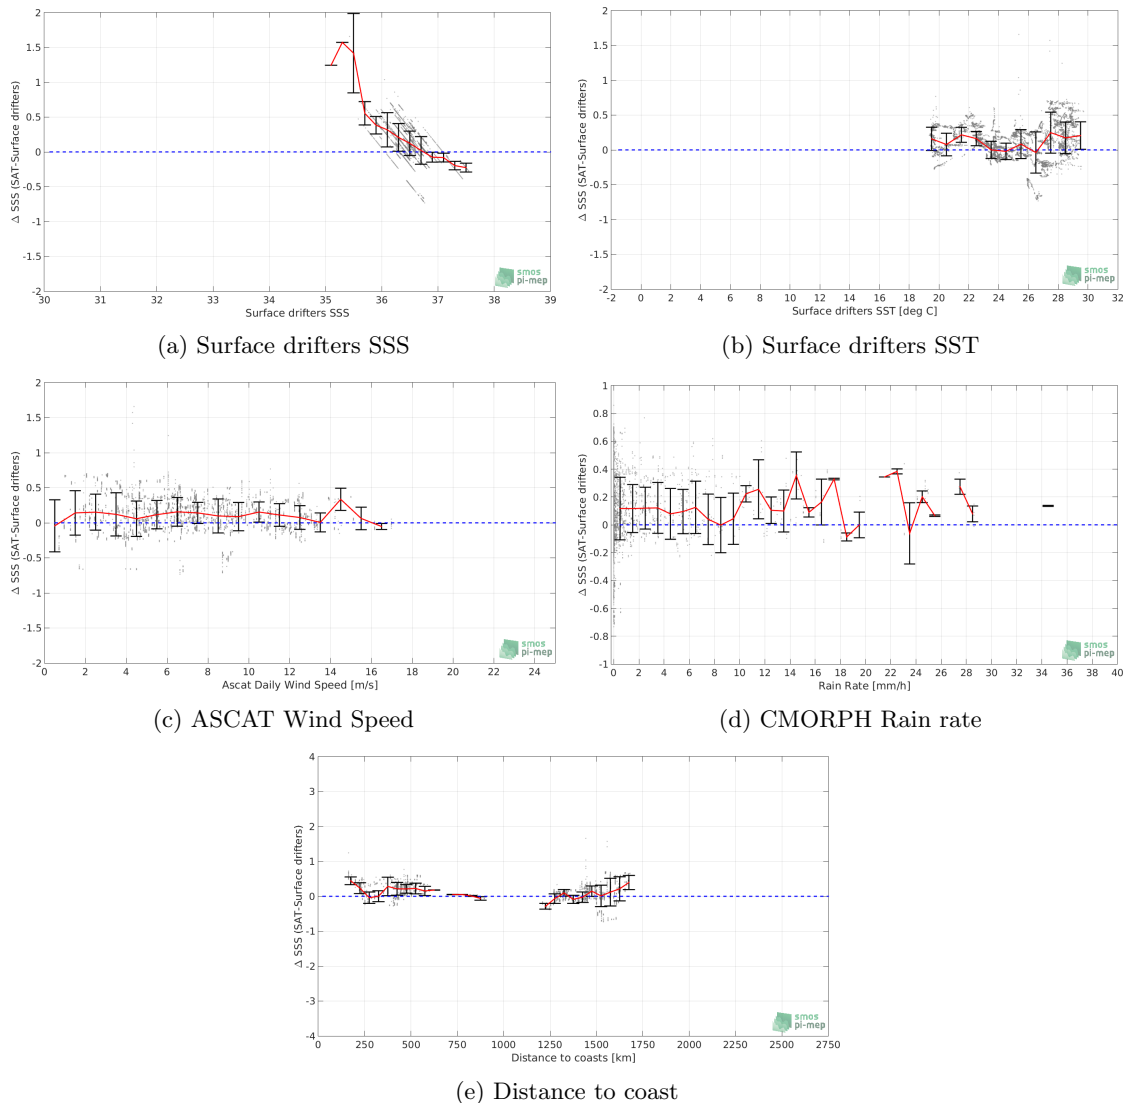 2
1.5
1
0.5
0
-0.5
-1
-1.5
-2
Δ SSS (SAT-Surface drifters)
30 31 32 33 34 35 36 37 38 39
Surface drifters SSS
smos
pi-mep
(a) Surface drifters SSS
2
1.5
1
0.5
0
-0.5
-1
-1.5
-2
Δ SSS (SAT-Surface drifters)
-2 0 2 4 6 8 10 12 14 16 18 20 22 24 26 28 30 32
Surface drifters SST [deg C]
smos
pi-mep
(b) Surface drifters SST
2
1.5
1
0.5
0
-0.5
-1
-1.5
-2
Δ SSS (SAT-Surface drifters)
2 4 6 8 10 12 14 16 18 20 22 24
Ascat Daily Wind Speed [m/s]
smos
pi-mep
(c) ASCAT Wind Speed
1
0.8
0.6
0.4
0.2
0
-0.2
-0.4
-0.6
-0.8
-1
Δ SSS (SAT-Surface drifters)
0 2 4 6 8 10 12 14 16 18 20 22 24 26 28 30 32 34 36 38 40
Rain Rate [mm/h]
smos
pi-mep
(d) CMORPH Rain rate
4
3
2
1
0
-1
-2
-3
-4
Δ SSS (SAT-Surface drifters)
0 250 500 750 1000 1250 1500 1750 2000 2250 2500 2750
Distance to coasts [km]
smos
pi-mep
(e) Distance to coast